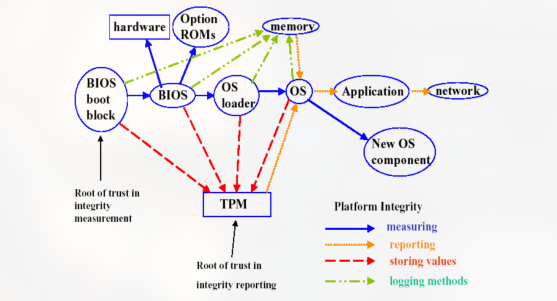 hardware
Option
ROMs
memory
BIOS
boot
block
BIOS
OS
loader
OS
Application
network
New OS
component
TPM
Root of trust in
integrity
measurement
Root of trust in
integrity reporting
Platform Integrity
measuring
reporting
storing values
logging methods